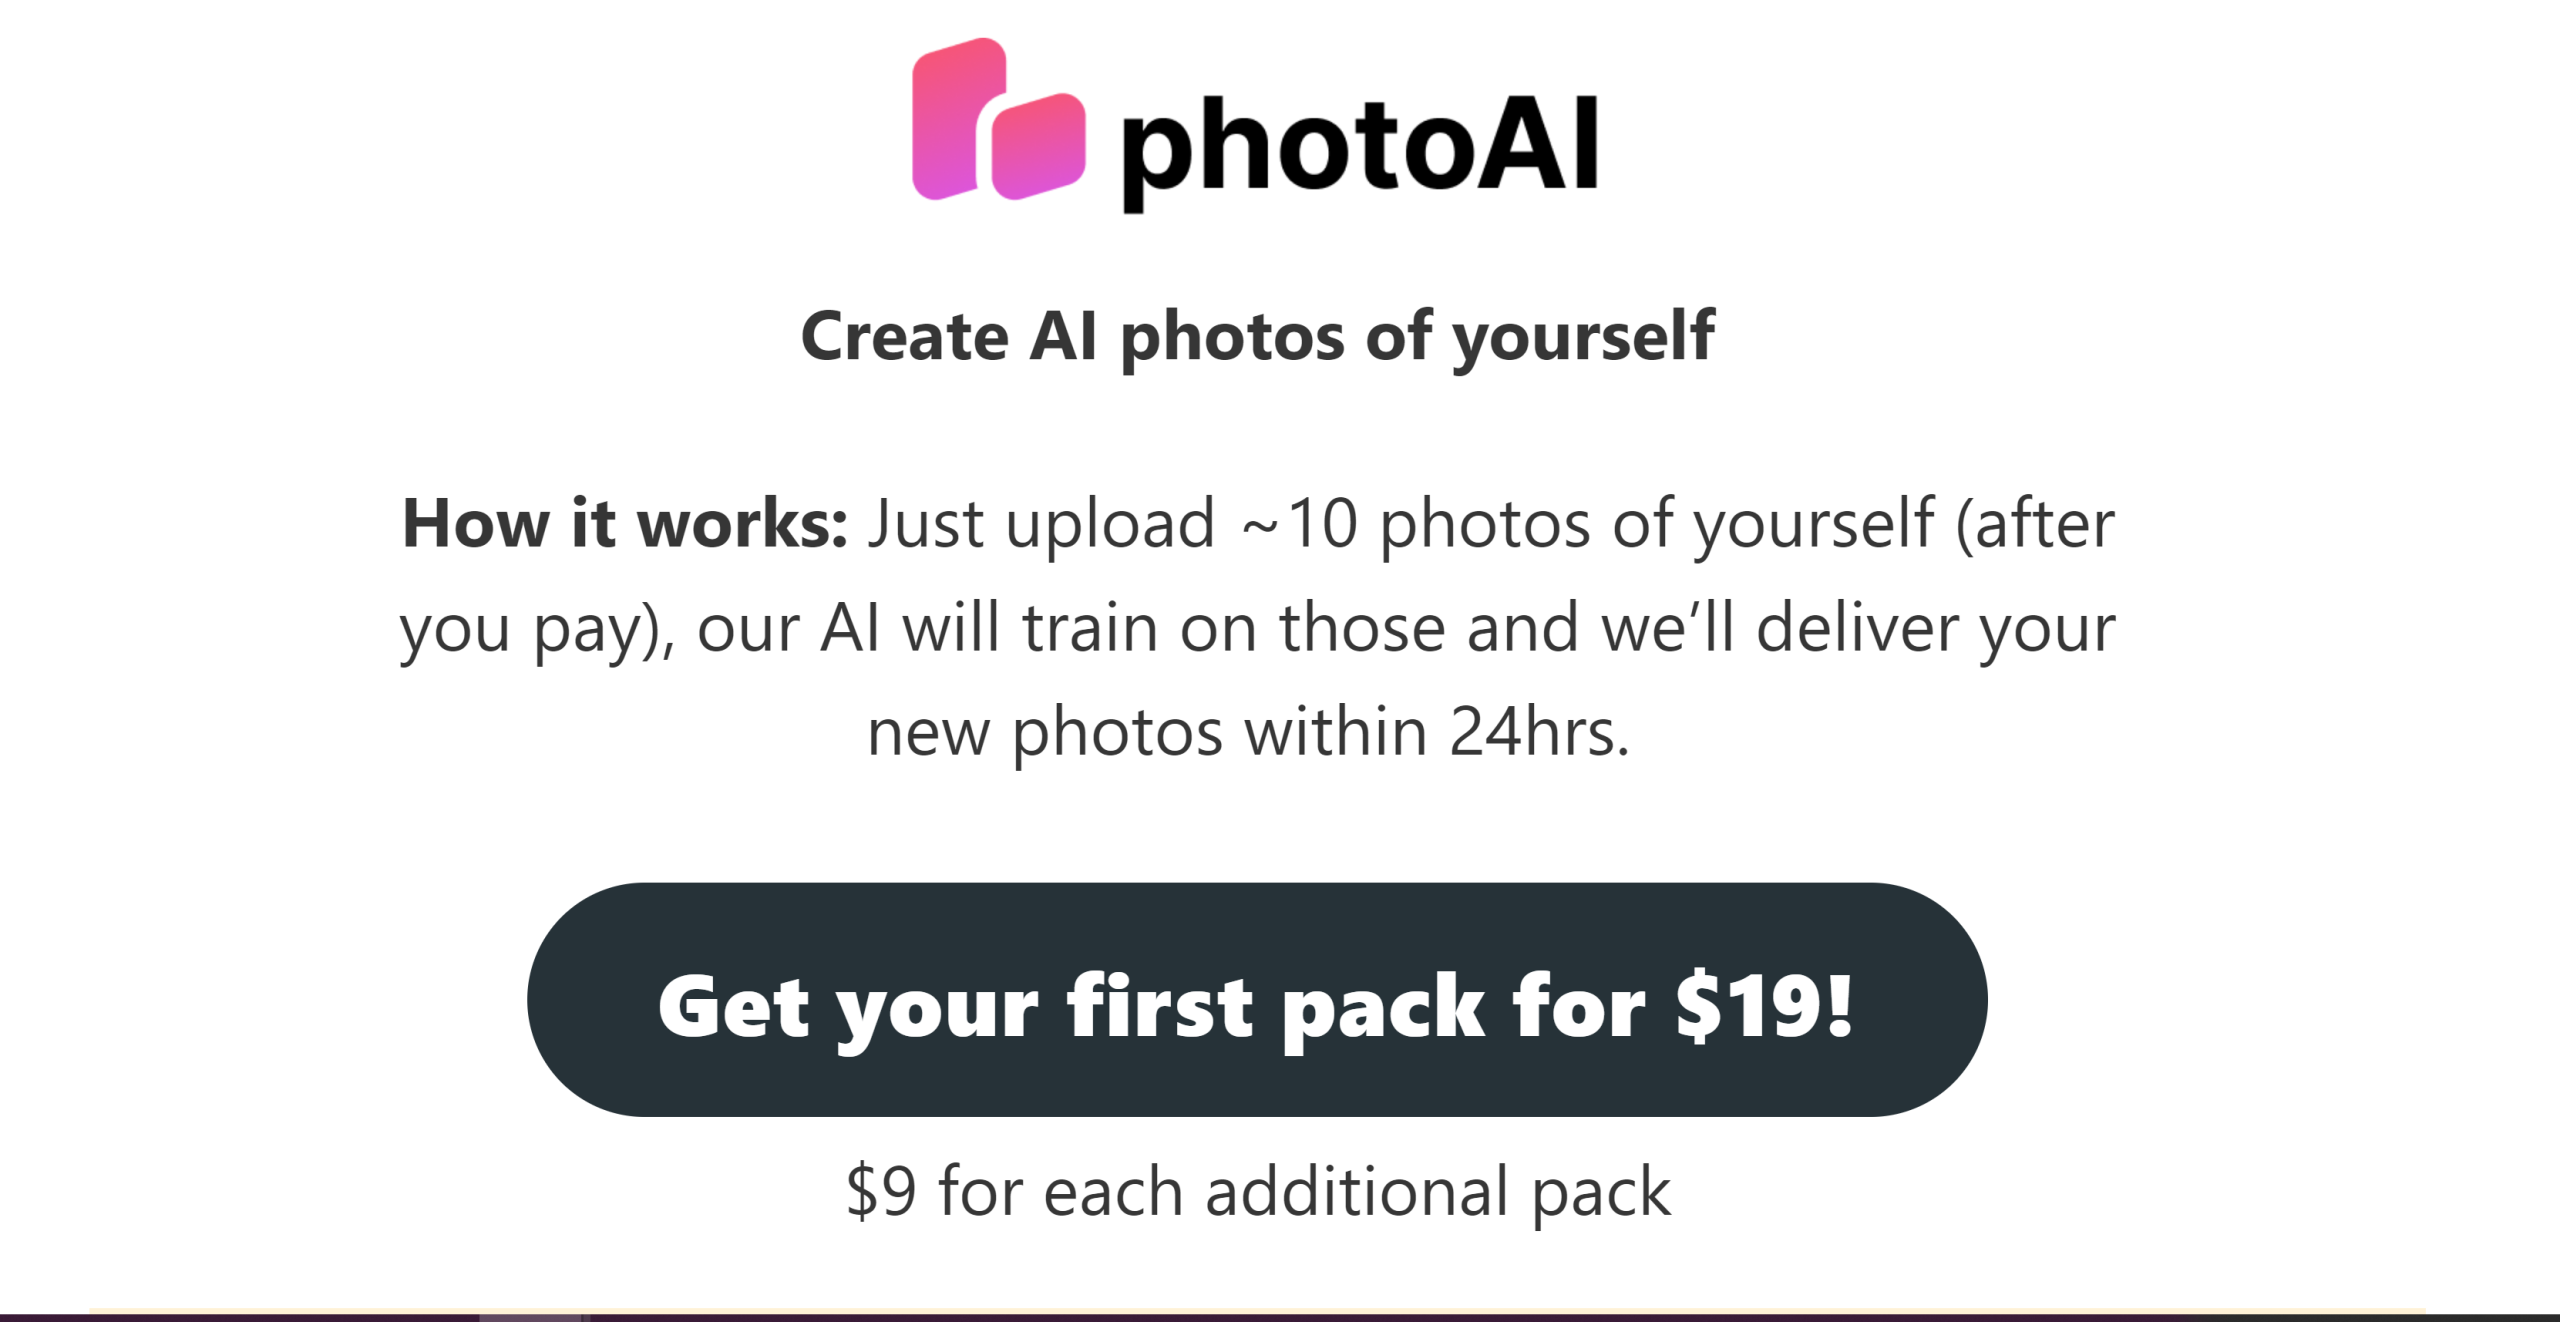 photoAI
Create AI photos of yourself
How it works: Just upload ~10 photos of yourself (after
you pay), our AI will train on those and we’ll deliver your
new photos within 24hrs.
Get your first pack for $19!
$9 for each additional pack